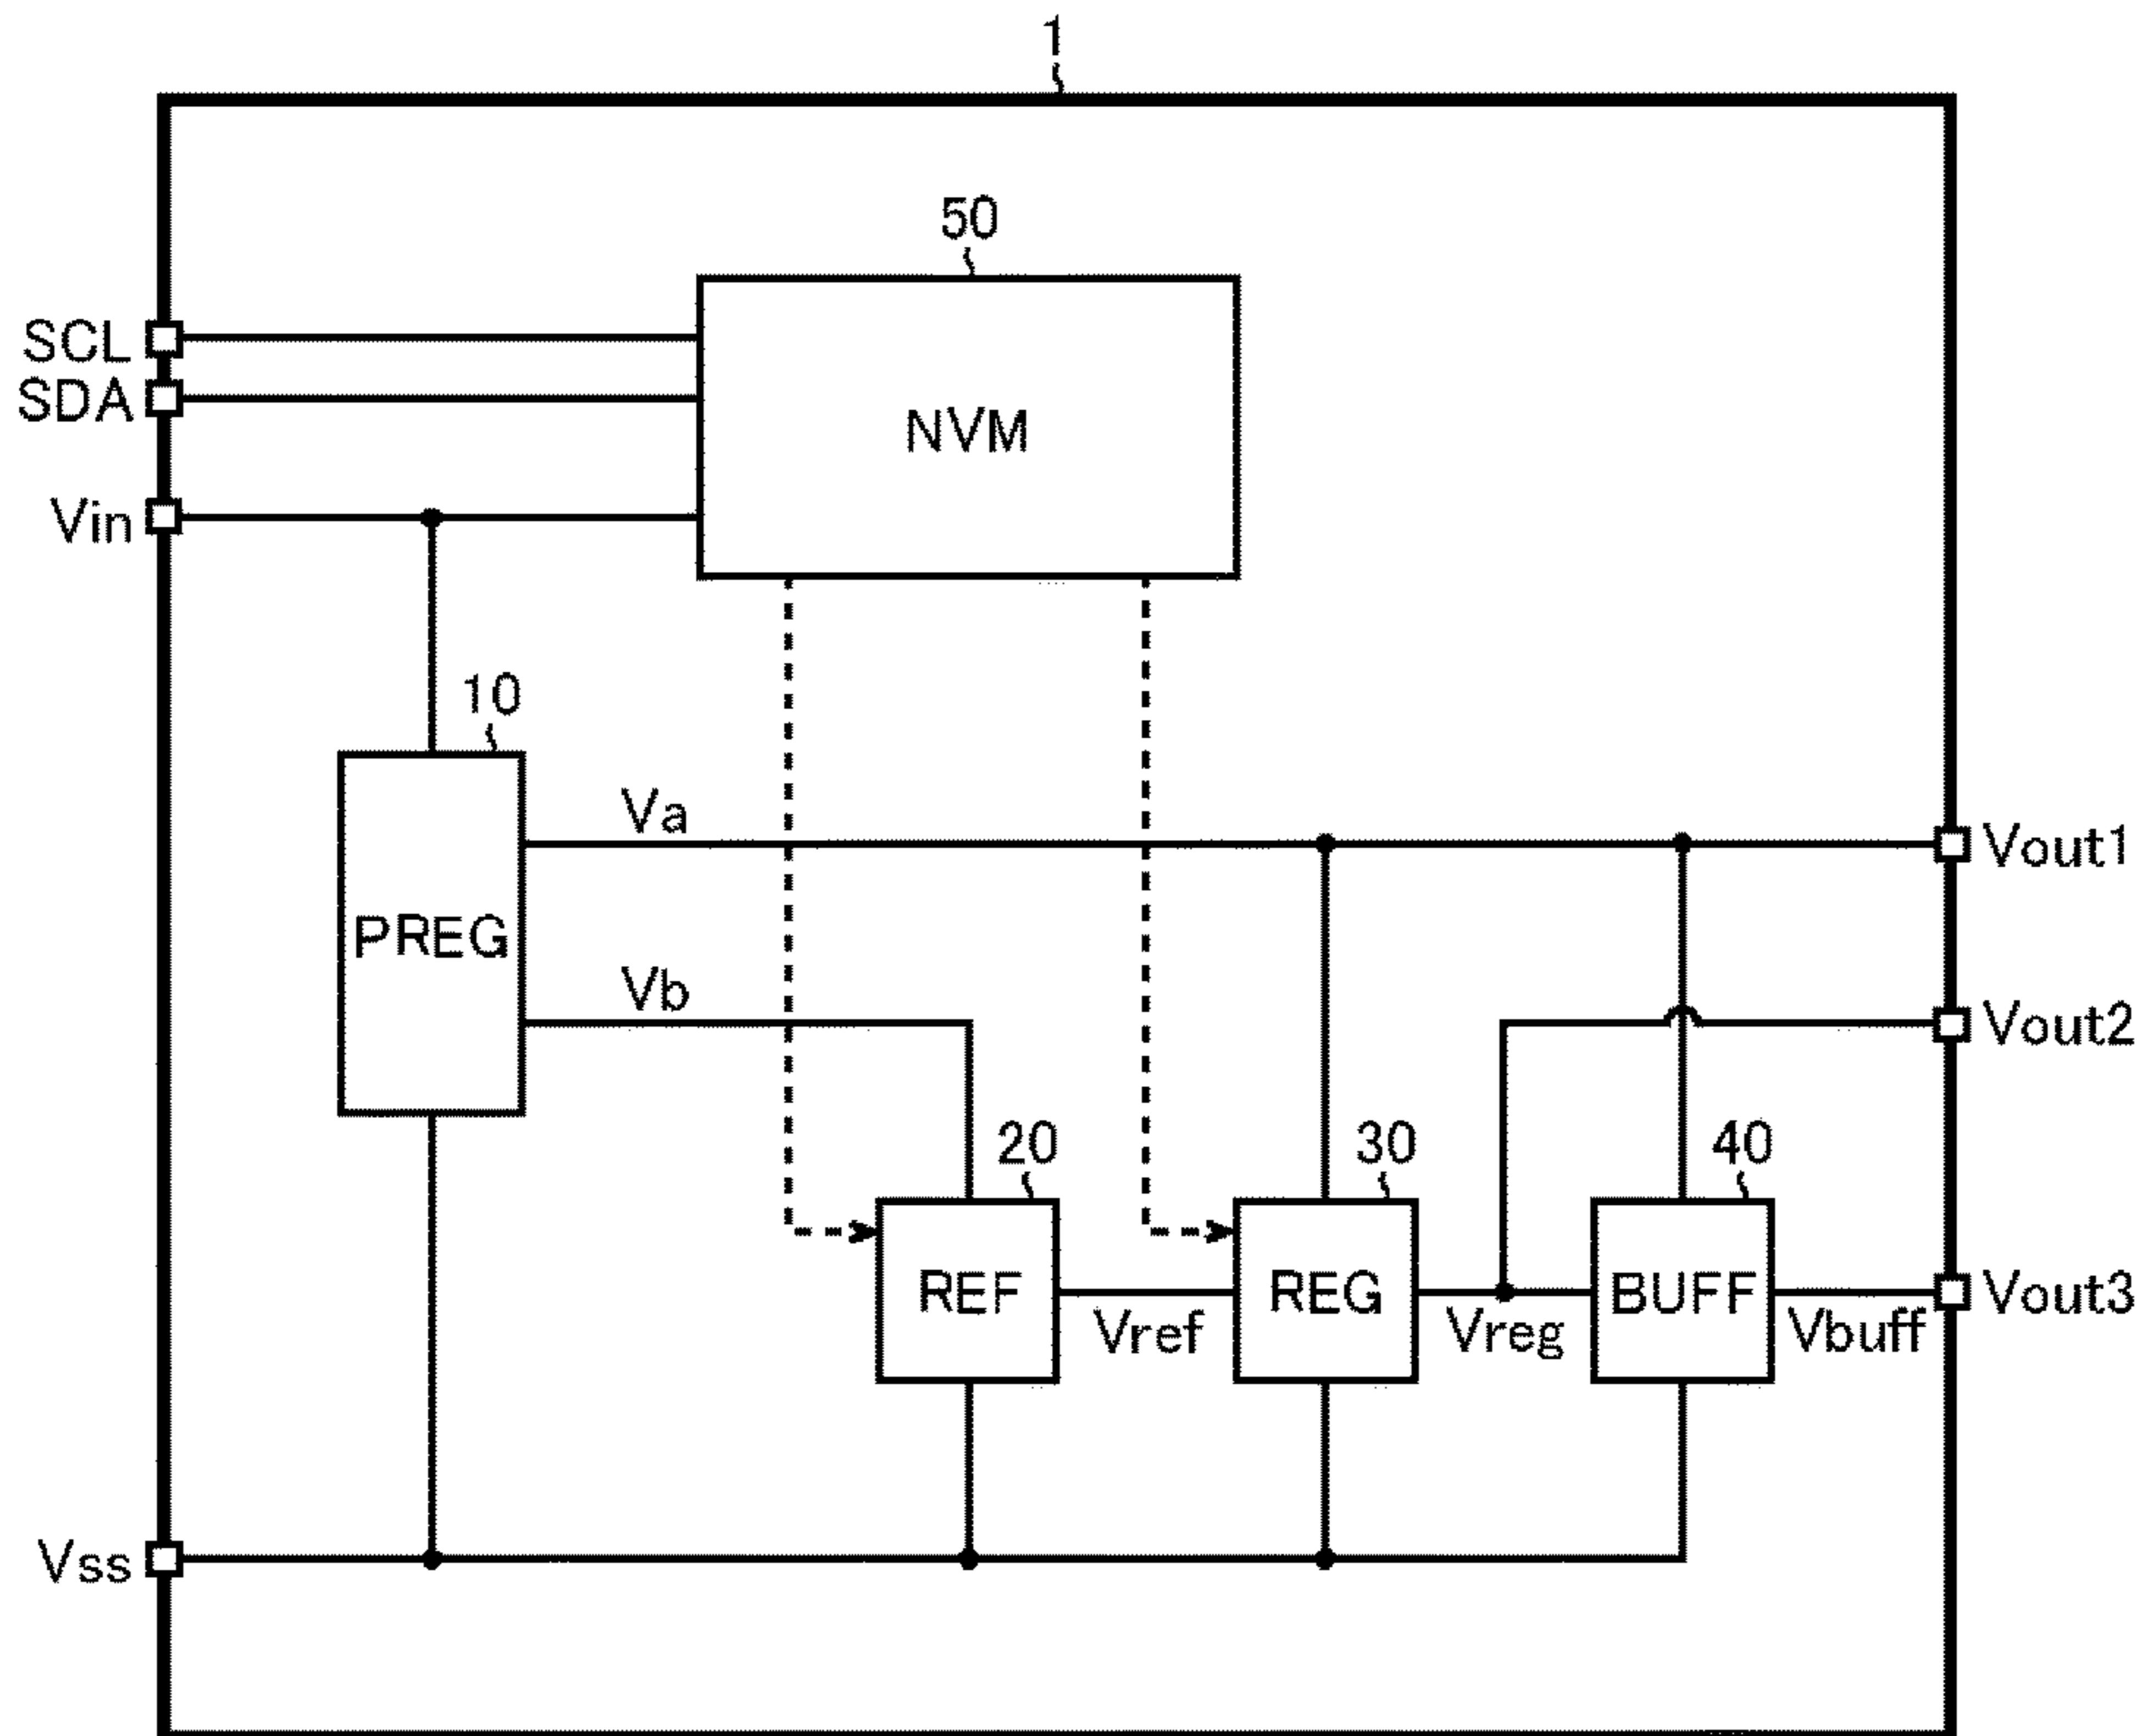 1
50
SCL
SDA
NVM
Vin
10
Va
Vout1
PREG
Vb
Vout2
20
30
40
REF
REG
BUFF
Vout3
Vref
Vreg
Vbuff
Vss